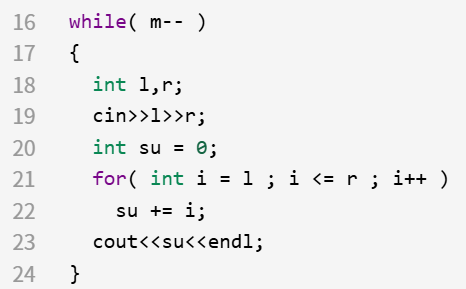 16 while( m-- )
17 {
18 int l,r;
19 cin>>l>>r;
20 int su = 0;
21 for( int i = l ; i <= r ; i++ )
22 su += i;
23 cout<<su<<endl;
24 }